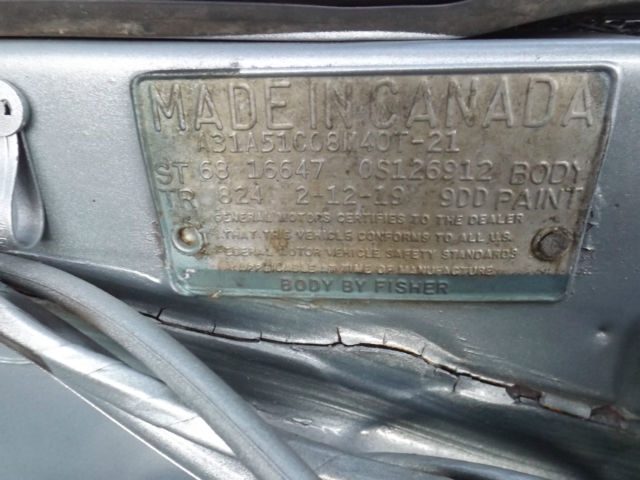 MADE IN CANADA
A31A51C08M40T-21
ST 68 16647 OS126912 BODY
TR 824 2-12-19 9DD PAINT
GENERAL MOTORS CERTIFIES TO THE DEALER
THAT THIS VEHICLE CONFORMS TO ALL U.S.
FEDERAL MOTOR VEHICLE SAFETY STANDARDS
APPLICABLE AT TIME OF MANUFACTURE
BODY BY FISHER